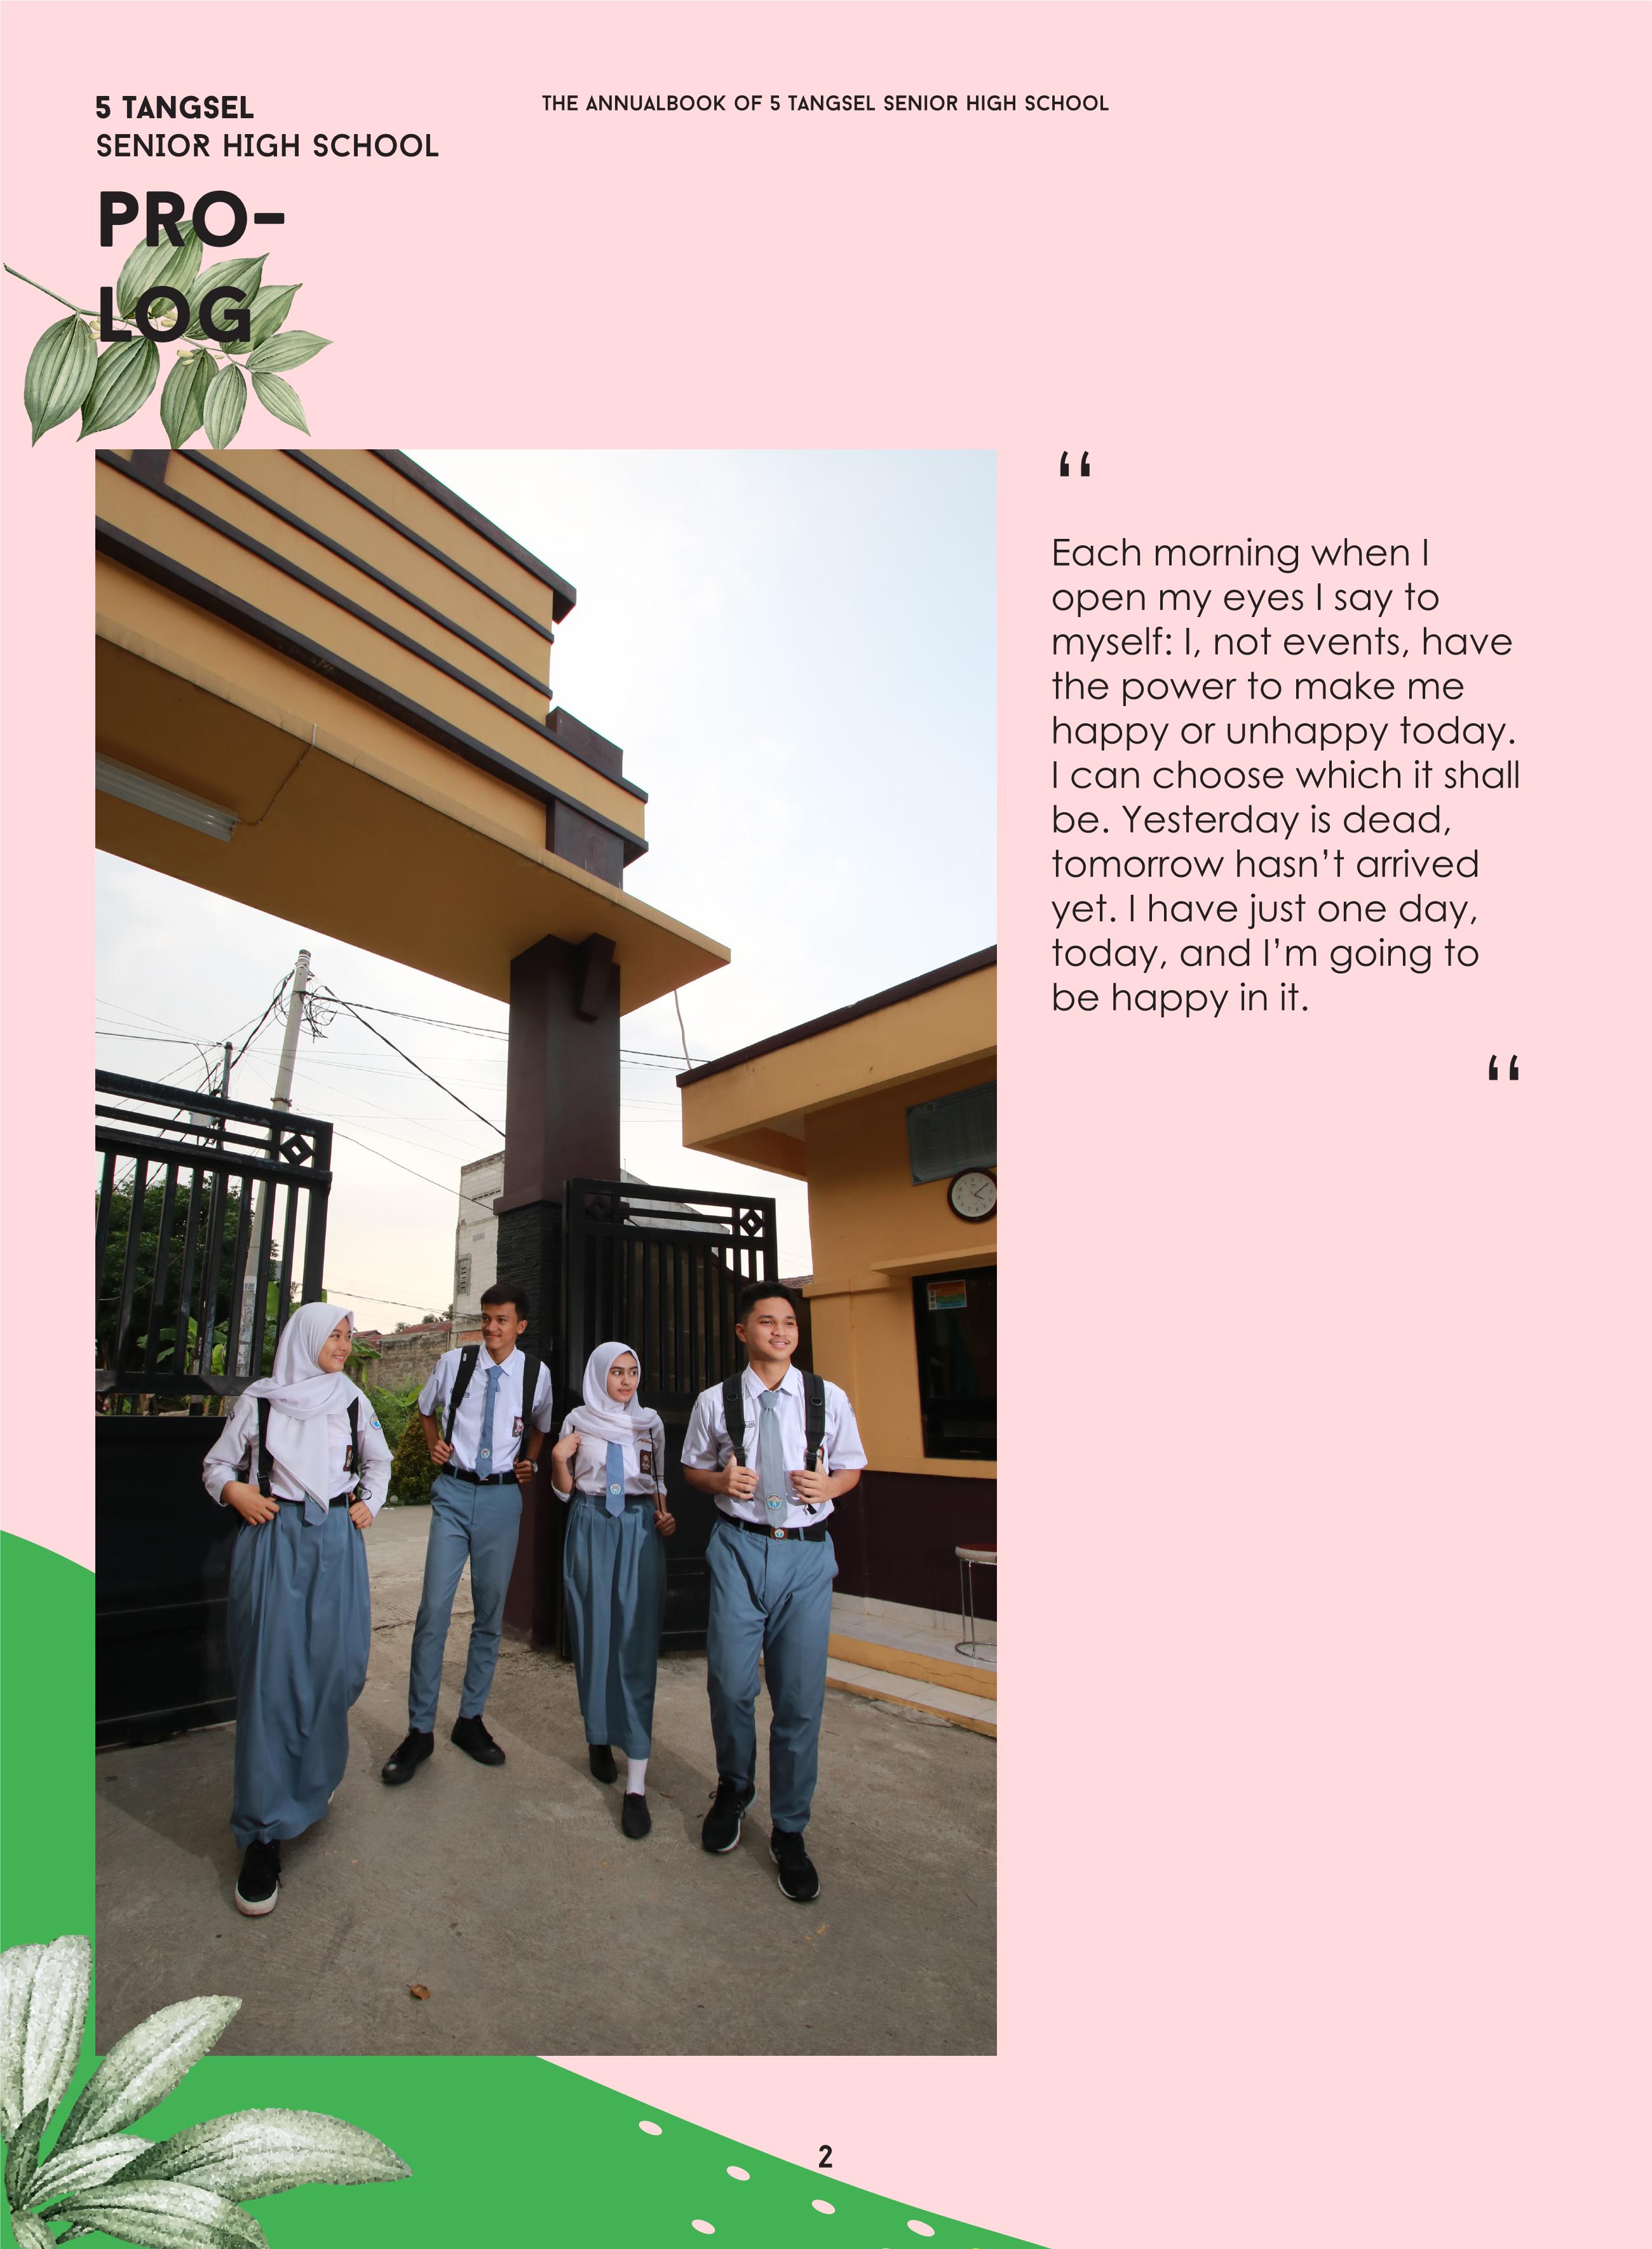 5 TANGSEL
SENIOR HIGH SCHOOL
THE ANNUALBOOK OF 5 TANGSEL SENIOR HIGH SCHOOL
PRO-
LOG
“
Each morning when I
open my eyes I say to
myself: I, not events, have
the power to make me
happy or unhappy today.
I can choose which it shall
be. Yesterday is dead,
tomorrow hasn’t arrived
yet. I have just one day,
today, and I’m going to
be happy in it.
“
2